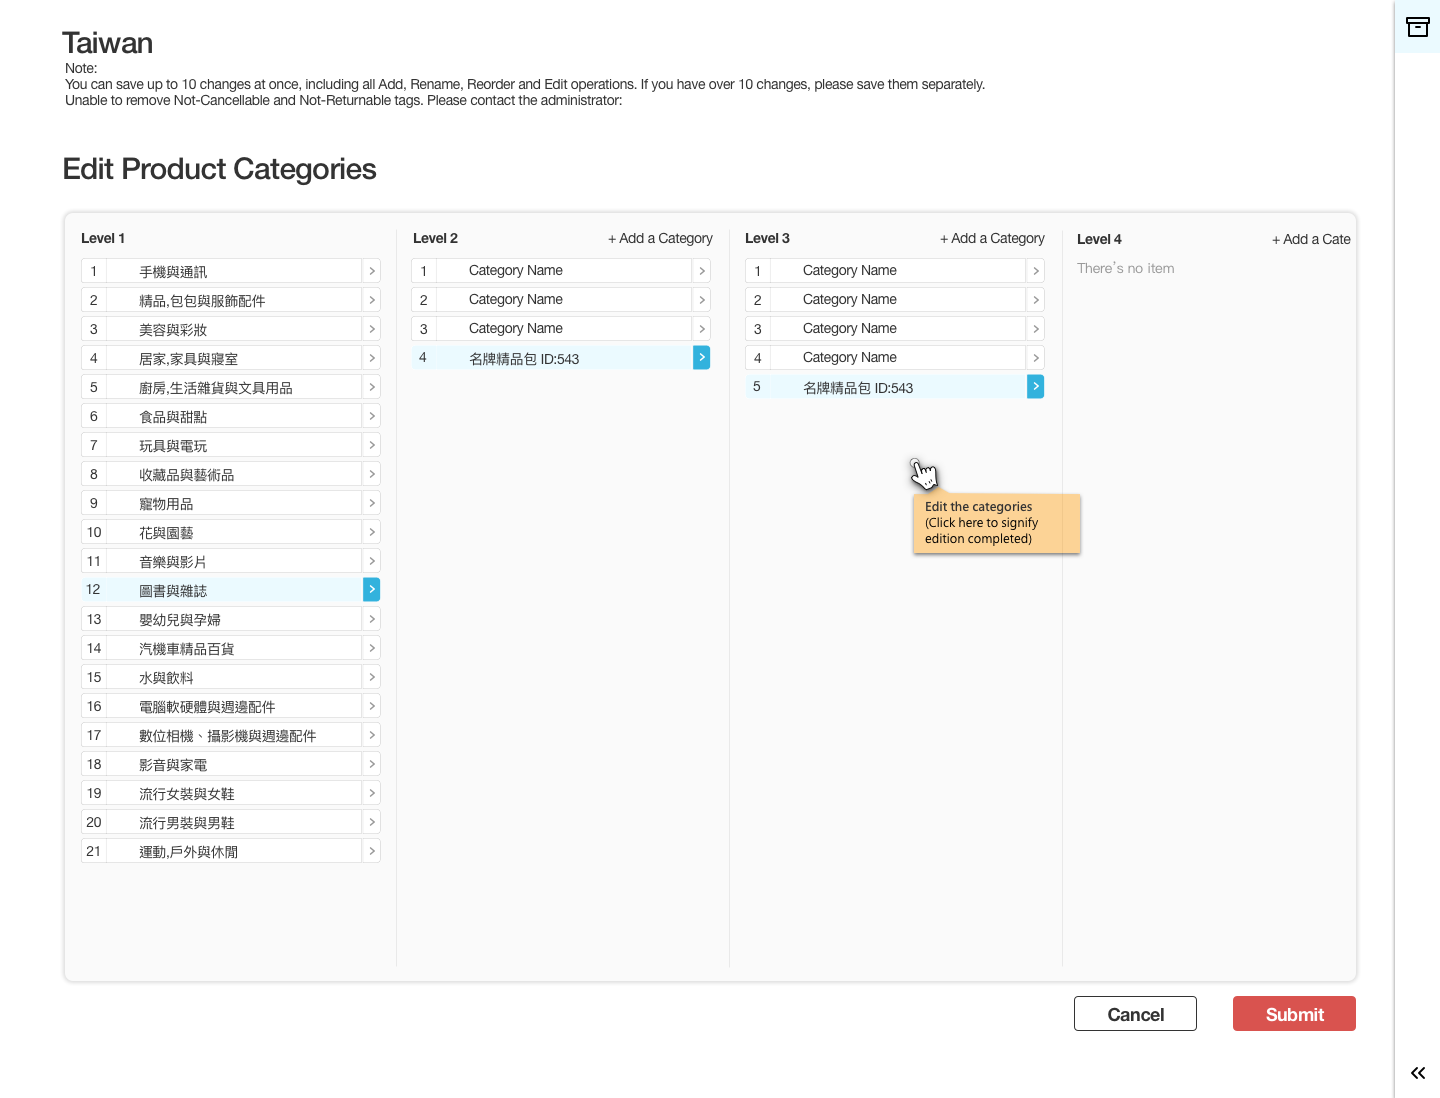 Taiwan
Note:
You can save up to 10 changes at once, including all Add, Rename, Reorder and Edit operations. If you have over 10 changes, please save them separately.
Unable to remove Not-Cancellable and Not-Returnable tags. Please contact the administrator:
Edit Product Categories
Level 1
1 手機與通訊
2 精品,包包與服飾配件
3 美容與彩妝
4 居家,家具與寢室
5 廚房,生活雜貨與文具用品
6 食品與甜點
7 玩具與電玩
8 收藏品與藝術品
9 寵物用品
10 花與園藝
11 音樂與影片
12 圖書與雜誌
13 嬰幼兒與孕婦
14 汽機車精品百貨
15 水與飲料
16 電腦軟硬體與週邊配件
17 數位相機、攝影機與週邊配件
18 影音與家電
19 流行女裝與女鞋
20 流行男裝與男鞋
21 運動,戶外與休閒
Level 2 + Add a Category
1 Category Name
2 Category Name
3 Category Name
4 名牌精品包 ID:543
Level 3 + Add a Category
1 Category Name
2 Category Name
3 Category Name
4 Category Name
5 名牌精品包 ID:543
Edit the categories
(Click here to signify
edition completed)
Level 4 + Add a Cate
There's no item
Cancel
Submit